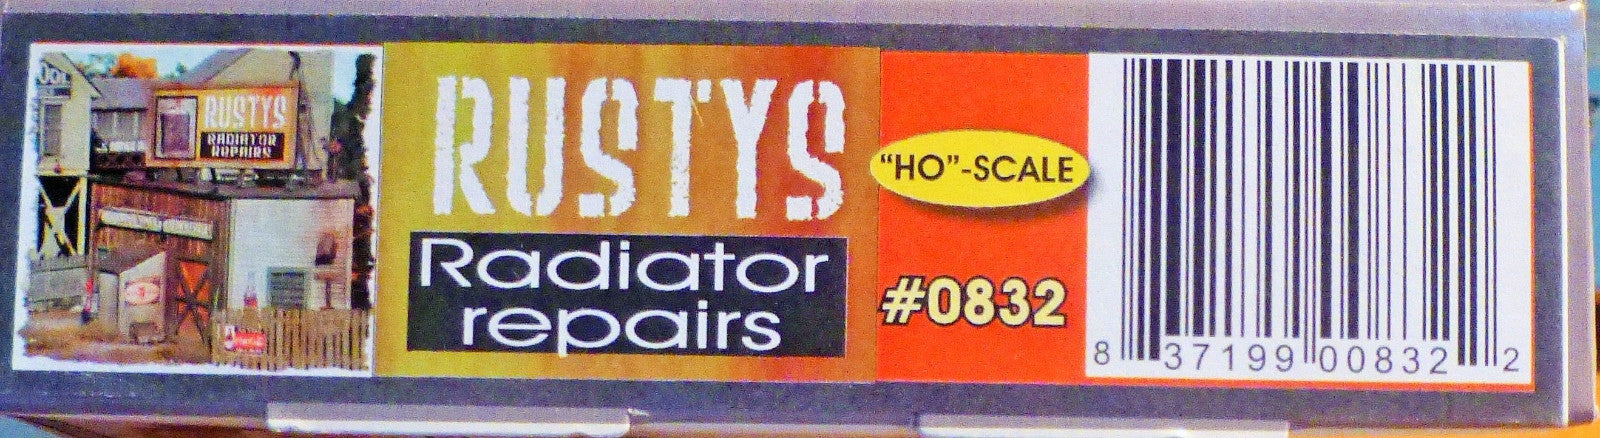 RUSTYS
RADIATOR
REPAIRS
RUSTYS
Radiator
repairs
"HO"-SCALE
#0832
8 37199 00832 2